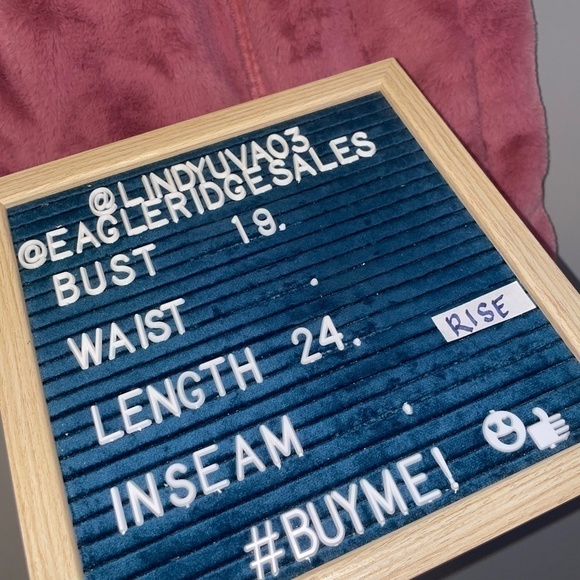 @LINDYUVA03
@EAGLERIDGESALES
BUST 19.
WAIST .
LENGTH 24.
RISE
INSEAM .
#BUYME!